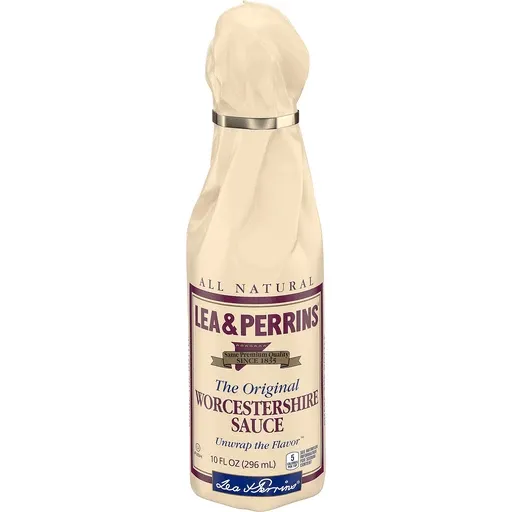 ALL NATURAL
LEA & PERRINS
Same Premium Quality
SINCE 1835
The Original
WORCESTERSHIRE
SAUCE
Unwrap the Flavor™
10 FL OZ (296 mL)
5
Lea & Perrins®